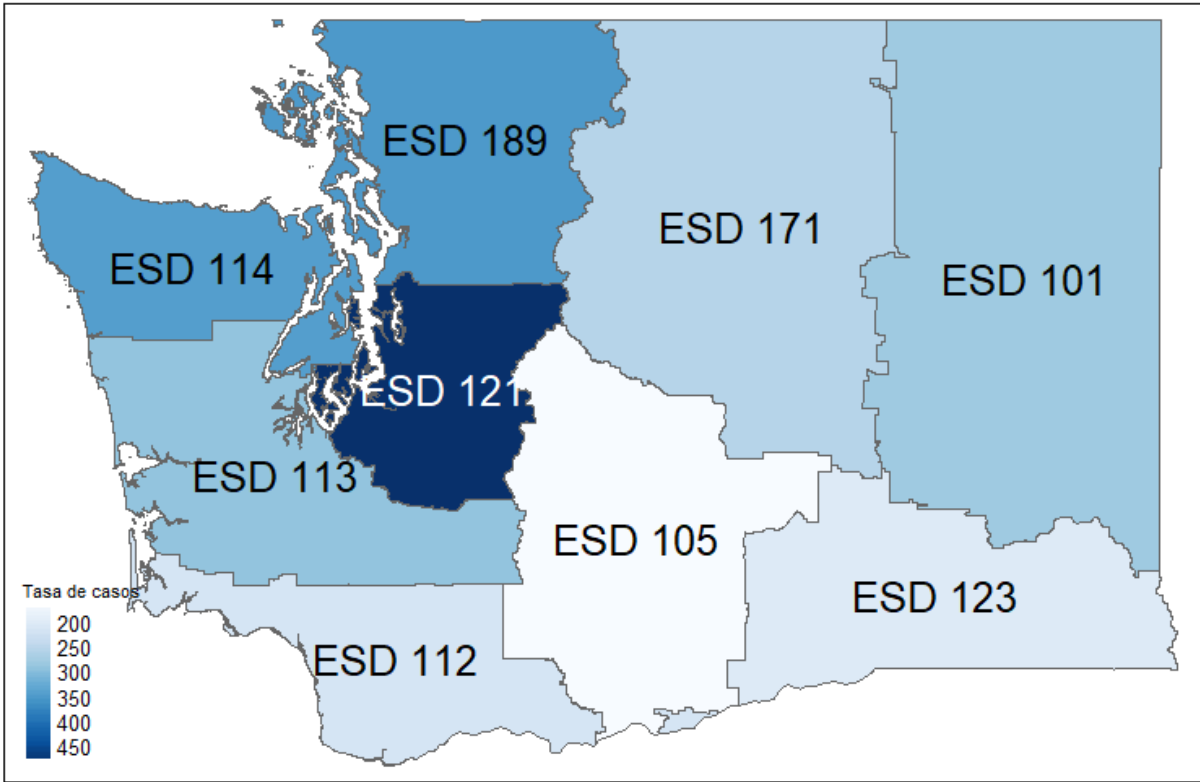 ESD 189
ESD 171
ESD 114
ESD 101
ESD 121
ESD 113
ESD 105
ESD 123
ESD 112
Tasa de casos
200
250
300
350
400
450